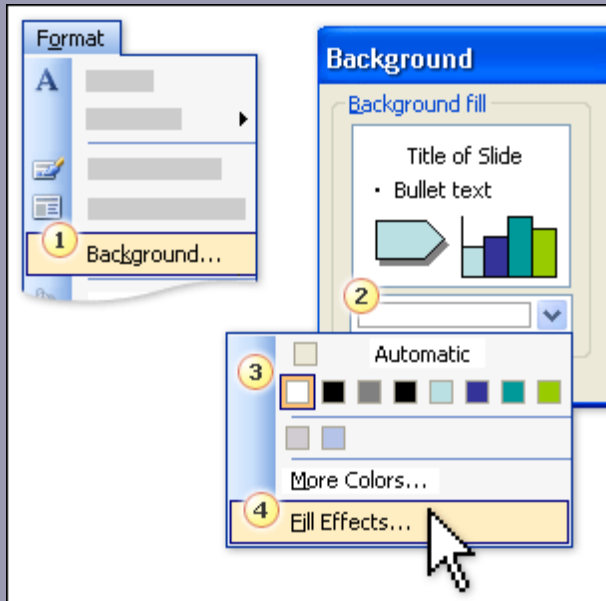 Format
A
1
Background...
Background
Background fill
Title of Slide
• Bullet text
2
Automatic
3
More Colors...
4
Fill Effects...